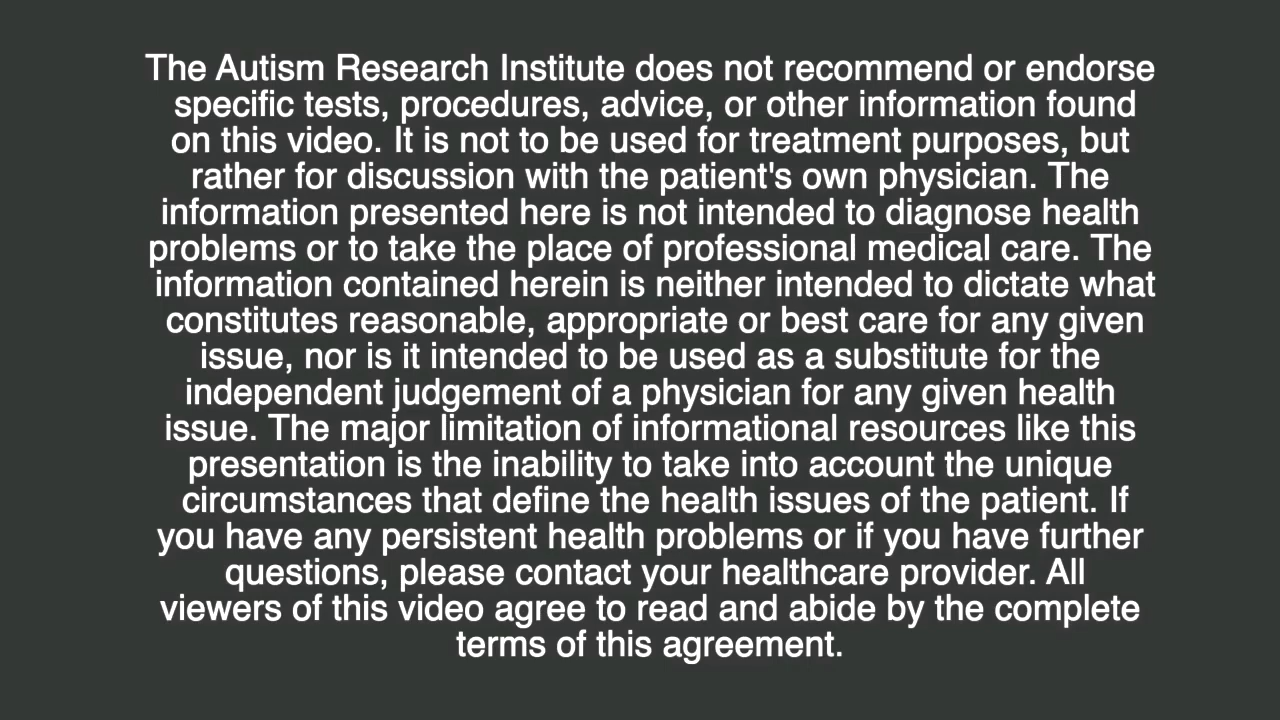 The Autism Research Institute does not recommend or endorse
specific tests, procedures, advice, or other information found
on this video. It is not to be used for treatment purposes, but
rather for discussion with the patient's own physician. The
information presented here is not intended to diagnose health
problems or to take the place of professional medical care. The
information contained herein is neither intended to dictate what
constitutes reasonable, appropriate or best care for any given
issue, nor is it intended to be used as a substitute for the
independent judgement of a physician for any given health
issue. The major limitation of informational resources like this
presentation is the inability to take into account the unique
circumstances that define the health issues of the patient. If
you have any persistent health problems or if you have further
questions, please contact your healthcare provider. All
viewers of this video agree to read and abide by the complete
terms of this agreement.